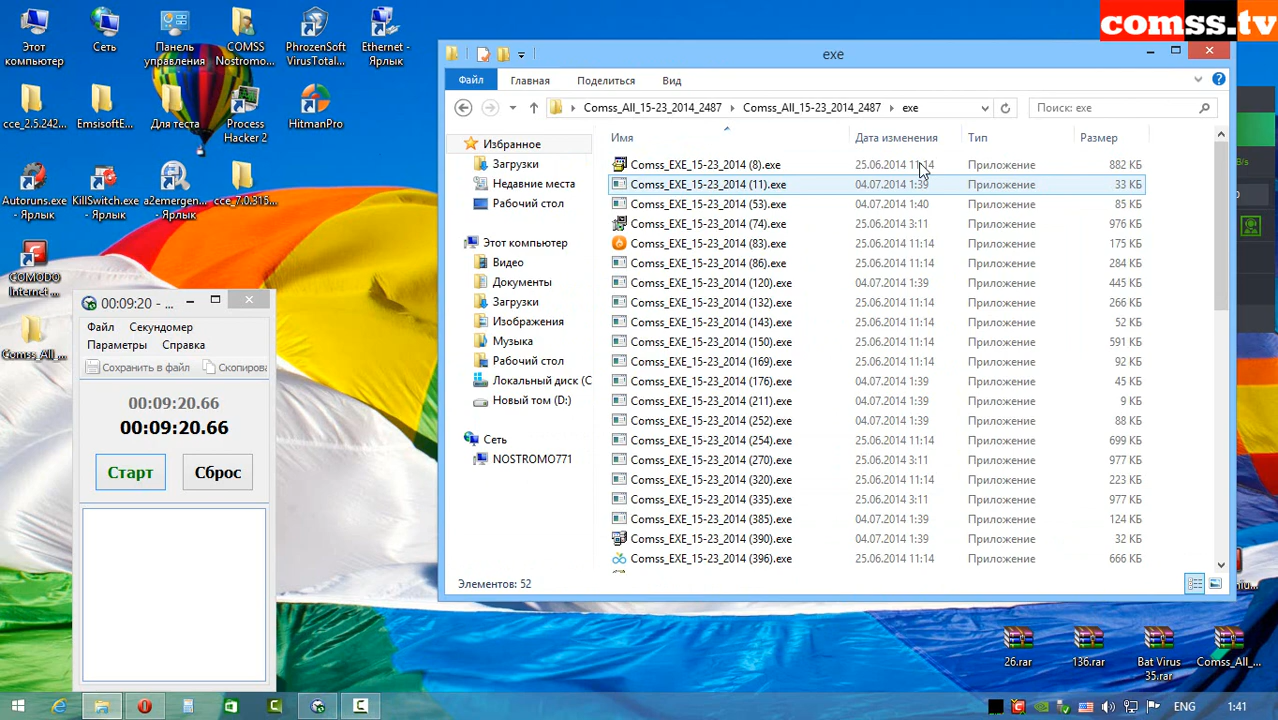 comss.tv
Этот компьютер
Сеть
Панель управления
COMSS Nostromo...
PhrozenSoft VirusTotal...
Ethernet - Ярлык
cce_2.5.242...
EmsisoftE...
Для теста
Process Hacker 2
HitmanPro
Autoruns.exe - Ярлык
KillSwitch.exe - Ярлык
a2emergen... - Ярлык
cce_7.0.315...
COMODO Internet ...
Comss_All_...
00:09:20 - ...
Файл Секундомер
Параметры Справка
Сохранить в файл Скопирова
00:09:20.66
00:09:20.66
Старт Сброс
exe
Файл Главная Поделиться Вид
Comss_All_15-23_2014_2487 Comss_All_15-23_2014_2487 exe Поиск: exe
Избранное
Загрузки
Недавние места
Рабочий стол
Этот компьютер
Видео
Документы
Загрузки
Изображения
Музыка
Рабочий стол
Локальный диск (C
Новый том (D:)
Сеть
NOSTROMO771
Имя Дата изменения Тип Размер
Comss_EXE_15-23_2014 (8).exe 25.06.2014 11:14 Приложение 882 КБ
Comss_EXE_15-23_2014 (11).exe 04.07.2014 1:39 Приложение 33 КБ
Comss_EXE_15-23_2014 (53).exe 04.07.2014 1:40 Приложение 85 КБ
Comss_EXE_15-23_2014 (74).exe 25.06.2014 3:11 Приложение 976 КБ
Comss_EXE_15-23_2014 (83).exe 25.06.2014 11:14 Приложение 175 КБ
Comss_EXE_15-23_2014 (86).exe 25.06.2014 11:14 Приложение 284 КБ
Comss_EXE_15-23_2014 (120).exe 04.07.2014 1:39 Приложение 445 КБ
Comss_EXE_15-23_2014 (132).exe 25.06.2014 11:14 Приложение 266 КБ
Comss_EXE_15-23_2014 (143).exe 25.06.2014 11:14 Приложение 52 КБ
Comss_EXE_15-23_2014 (150).exe 25.06.2014 11:14 Приложение 591 КБ
Comss_EXE_15-23_2014 (169).exe 25.06.2014 11:14 Приложение 92 КБ
Comss_EXE_15-23_2014 (176).exe 04.07.2014 1:39 Приложение 45 КБ
Comss_EXE_15-23_2014 (211).exe 04.07.2014 1:39 Приложение 9 КБ
Comss_EXE_15-23_2014 (252).exe 04.07.2014 1:39 Приложение 88 КБ
Comss_EXE_15-23_2014 (254).exe 25.06.2014 11:14 Приложение 699 КБ
Comss_EXE_15-23_2014 (270).exe 25.06.2014 3:11 Приложение 977 КБ
Comss_EXE_15-23_2014 (320).exe 25.06.2014 11:14 Приложение 223 КБ
Comss_EXE_15-23_2014 (335).exe 25.06.2014 3:11 Приложение 977 КБ
Comss_EXE_15-23_2014 (385).exe 04.07.2014 1:39 Приложение 124 КБ
Comss_EXE_15-23_2014 (390).exe 04.07.2014 1:39 Приложение 32 КБ
Comss_EXE_15-23_2014 (396).exe 25.06.2014 11:14 Приложение 666 КБ
Элементов: 52
26.rar
136.rar
Bat Virus 35.rar
Comss_All_...
ENG 1:41